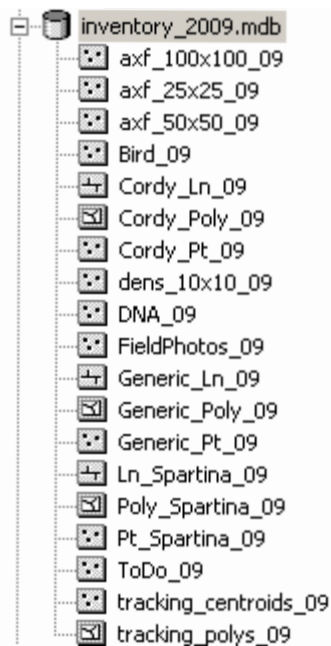 inventory_2009.mdb
axf_100x100_09
axf_25x25_09
axf_50x50_09
Bird_09
Cordy_Ln_09
Cordy_Poly_09
Cordy_Pt_09
dens_10x10_09
DNA_09
FieldPhotos_09
Generic_Ln_09
Generic_Poly_09
Generic_Pt_09
Ln_Spartina_09
Poly_Spartina_09
Pt_Spartina_09
ToDo_09
tracking_centroids_09
tracking_polys_09